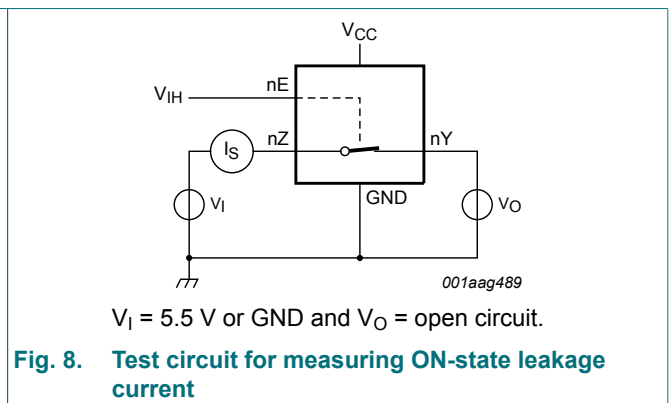 VCC
nE
VIH
IS
nZ
nY
VI
GND
VO
001aag489
VI = 5.5 V or GND and VO = open circuit.
Fig. 8. Test circuit for measuring ON-state leakage
current